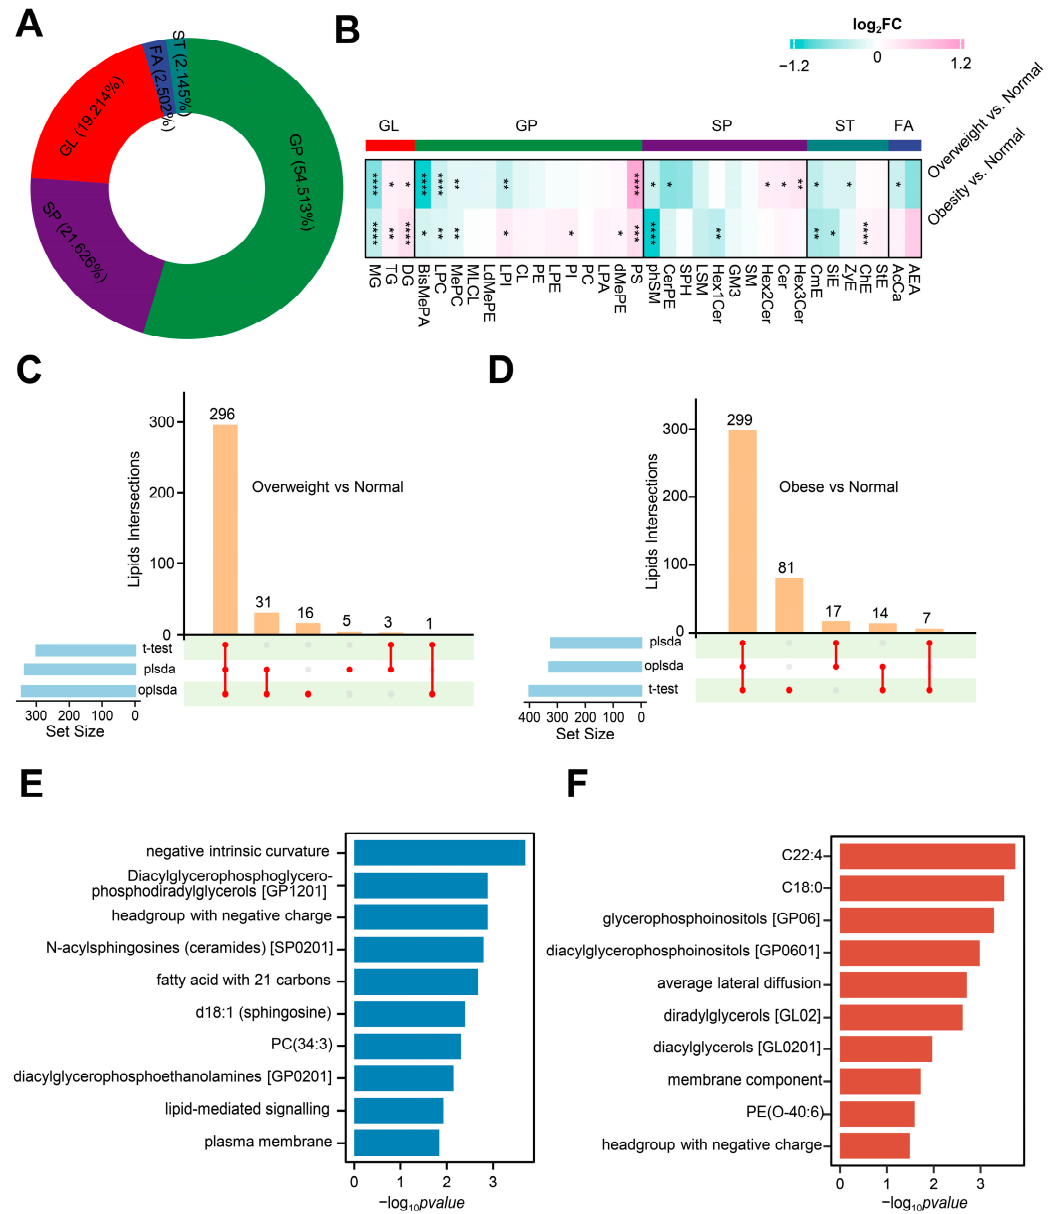 A
ST (2.145%)
FA (2.502%)
GL (19.214%)
GP (54.513%)
SP (21.626%)
B
log2FC
−1.2 0 1.2
GL GP SP ST FA
Overweight vs. Normal
Obesity vs. Normal
**** * * **** **** ** ** **** * * * * ** * * *
**** ** **** * ** ** * * * *** **** ** ** * ****
MG TG DG BisMePA LPC MePC MLCL LdMePE LPI CL PE LPE PI PC LPA dMePE PS phSM CerPE SPH LSM Hex1Cer GM3 SM Hex2Cer Cer Hex3Cer CmE SiE ZyE ChE StE AcCa AEA
C
Lipids Intersections
300
200
100
0
296
31
16
5
3
1
Overweight vs Normal
t-test
plsda
oplsda
300 200 100 0
Set Size
D
Lipids Intersections
300
200
100
0
299
81
17
14
7
Obese vs Normal
plsda
oplsda
t-test
400 300 200 100 0
Set Size
E
negative intrinsic curvature
Diacylglycerophosphoglycero-
phosphodiradylglycerols [GP1201]
headgroup with negative charge
N-acylsphingosines (ceramides) [SP0201]
fatty acid with 21 carbons
d18:1 (sphingosine)
PC(34:3)
diacylglycerophosphoethanolamines [GP0201]
lipid-mediated signalling
plasma membrane
0 1 2 3
−log10pvalue
F
C22:4
C18:0
glycerophosphoinositols [GP06]
diacylglycerophosphoinositols [GP0601]
average lateral diffusion
diradylglycerols [GL02]
diacylglycerols [GL0201]
membrane component
PE(O-40:6)
headgroup with negative charge
0 1 2 3
−log10pvalue